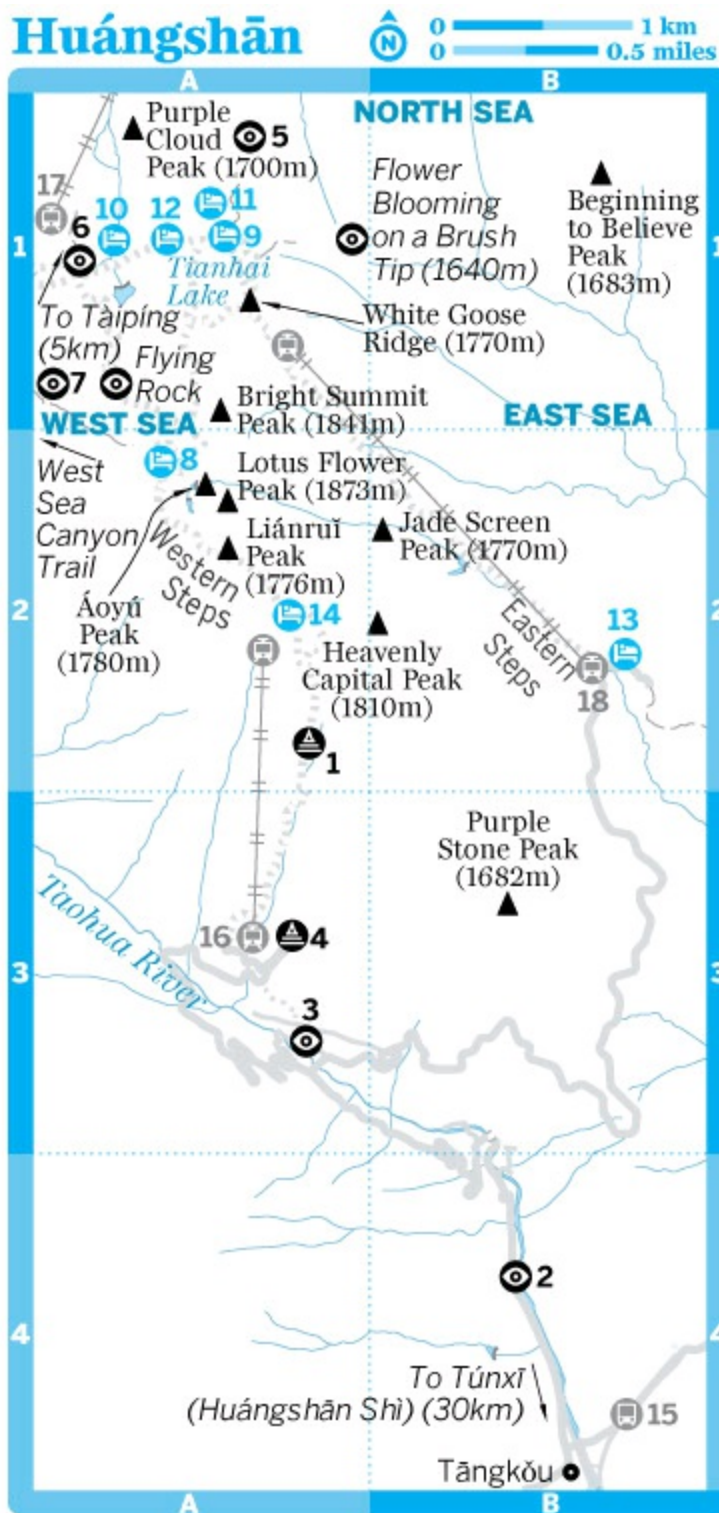 Huángshān
N
0 1 km
0 0.5 miles
A B
NORTH SEA
Purple
Cloud
Peak (1700m)
5
Flower
Blooming
on a Brush
Tip (1640m)
Beginning
to Believe
Peak
(1683m)
17
6
10
12
11
9
1
1
Tianhai
Lake
To Tàipíng
(5km)
White Goose
Ridge (1770m)
7
Flying
Rock
Bright Summit
Peak (1841m)
WEST SEA
EAST SEA
8
West
Sea
Canyon
Trail
Lotus Flower
Peak (1873m)
Jade Screen
Peak (1770m)
Liánruǐ
Peak
(1776m)
Western
Steps
Áoyú
Peak
(1780m)
2
2
14
Eastern
Steps
13
18
Heavenly
Capital Peak
(1810m)
1
Purple
Stone Peak
(1682m)
Taohua River
16
4
3
3
3
2
4
4
To Túnxī
(Huángshān Shì) (30km)
15
Tāngkǒu
A B